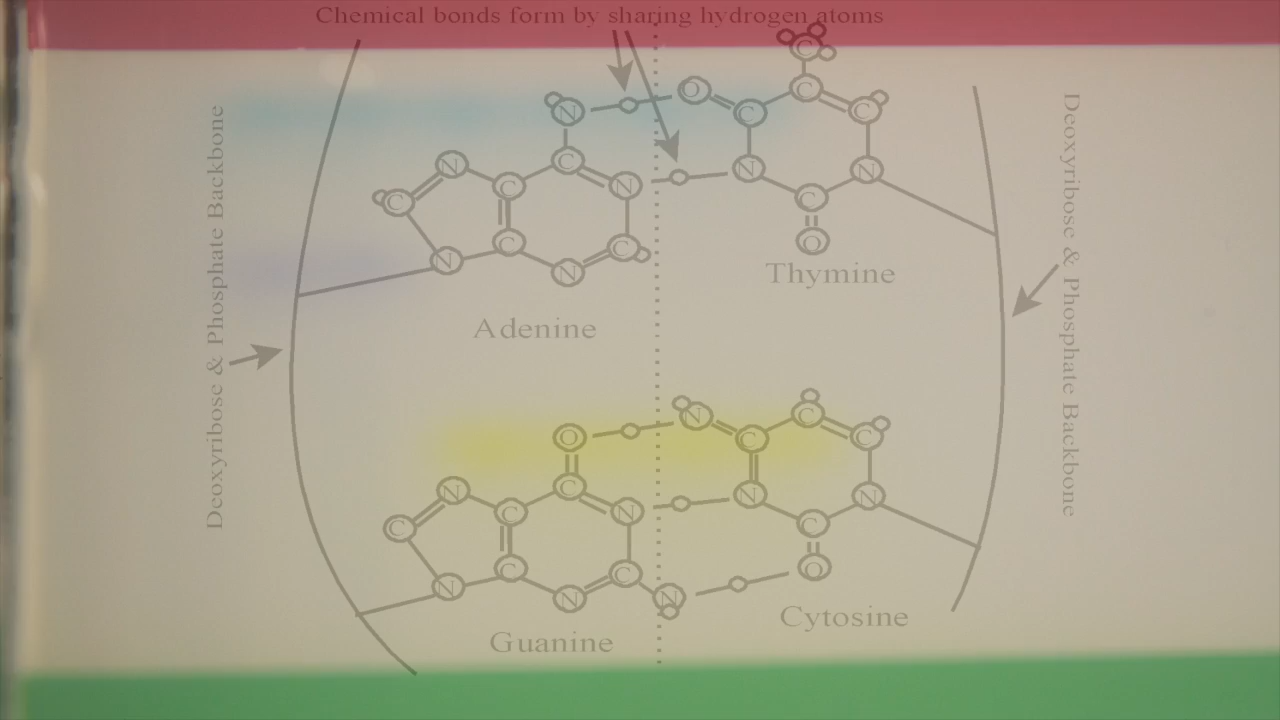 Chemical bonds form by sharing hydrogen atoms
Deoxyribose & Phosphate Backbone
Deoxyribose & Phosphate Backbone
C
N O C C
N C
N C N N N
C C O
C C
N N
Thymine
Adenine
N C
O C C
N C N N N
C C N C
C C O
N N N
Cytosine
Guanine